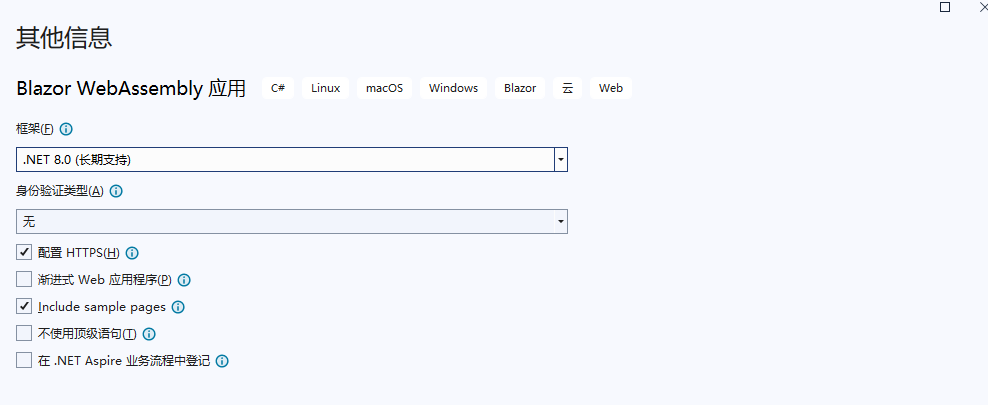 其他信息
Blazor WebAssembly 应用 C# Linux macOS Windows Blazor 云 Web
框架(F)
.NET 8.0 (长期支持)
身份验证类型(A)
无
配置 HTTPS(H)
渐进式 Web 应用程序(P)
Include sample pages
不使用顶级语句(T)
在 .NET Aspire 业务流程中登记